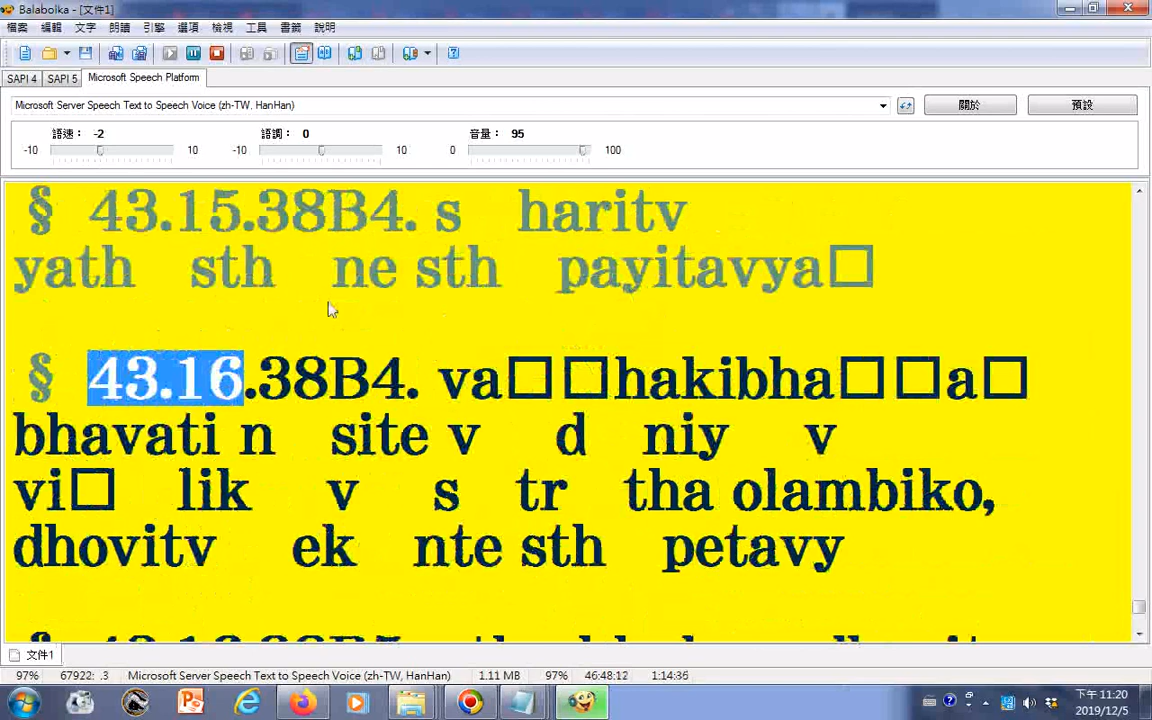 Balabolka - [文件1]
檔案 編輯 文字 朗讀 引擎 選項 檢視 工具 書籤 說明
SAPI 4 SAPI 5 Microsoft Speech Platform
Microsoft Server Speech Text to Speech Voice (zh-TW, HanHan) 關於 預設
語速： -2 語調： 0 音量： 95
-10 10 -10 10 0 100
§ 43.15.38B4. s haritv
yath sth ne sth payitavya□
§ 43.16.38B4. va□□hakibha□□a□
bhavati n site v d niy v
vi□ lik v s tr tha olambiko,
dhovitv ek nte sth petavy
文件1
97% 67922: .3 Microsoft Server Speech Text to Speech Voice (zh-TW, HanHan) 1.11 MB 97% 46:48:12 1:14:36
下午 11:20
2019/12/5